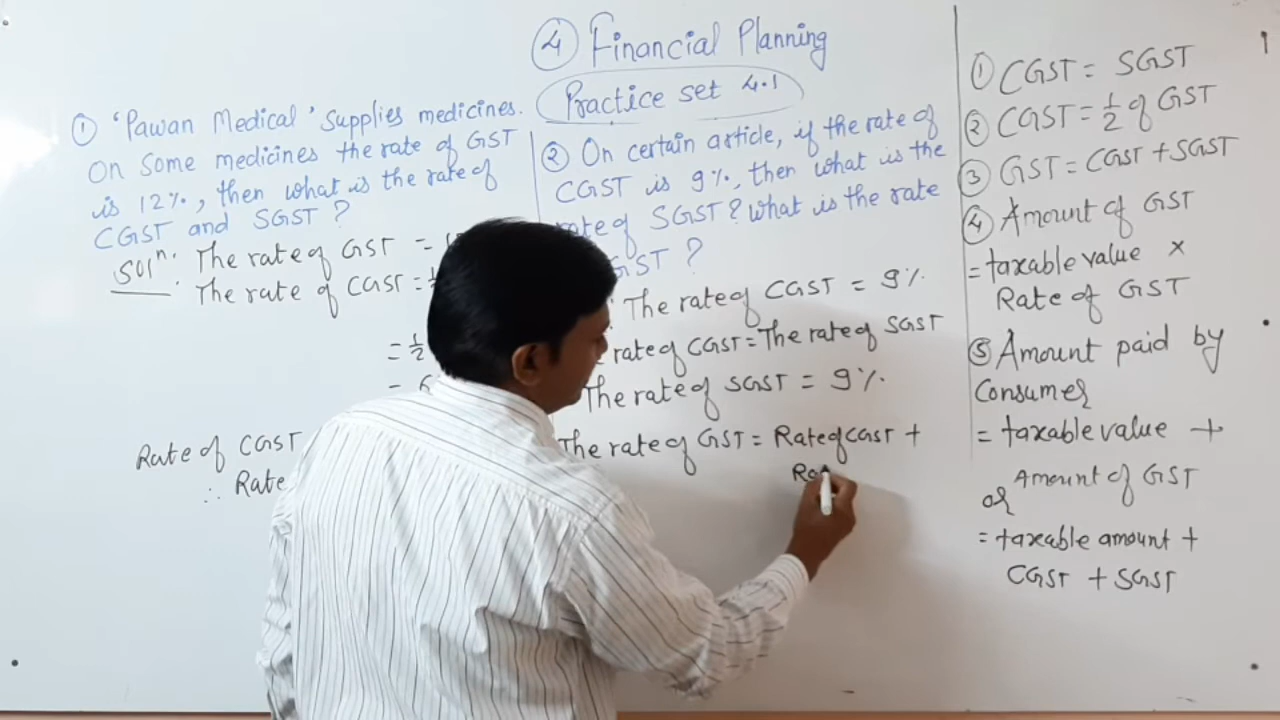 ④ Financial Planning
Practice set 4.1
① 'Pawan Medical' supplies medicines.
On some medicines the rate of GST
is 12%, then what is the rate of
CGST and SGST ?
Solⁿ. The rate of GST =
The rate of CGST =
= 1/2
=
Rate of CGST
∴ Rate
② On certain article, if the rate of
CGST is 9%, then what is the
rate of SGST? what is the rate
GST ?
The rate of CGST = 9%
rate of CGST = The rate of SGST
The rate of SGST = 9%
The rate of GST = Rate of CGST +
① CGST = SGST
② CGST = 1/2 of GST
③ GST = CGST + SGST
④ Amount of GST
= taxable value ×
Rate of GST
⑤ Amount paid by
Consumer
= taxable value +
Amount of GST
or
= taxable amount +
CGST + SGST